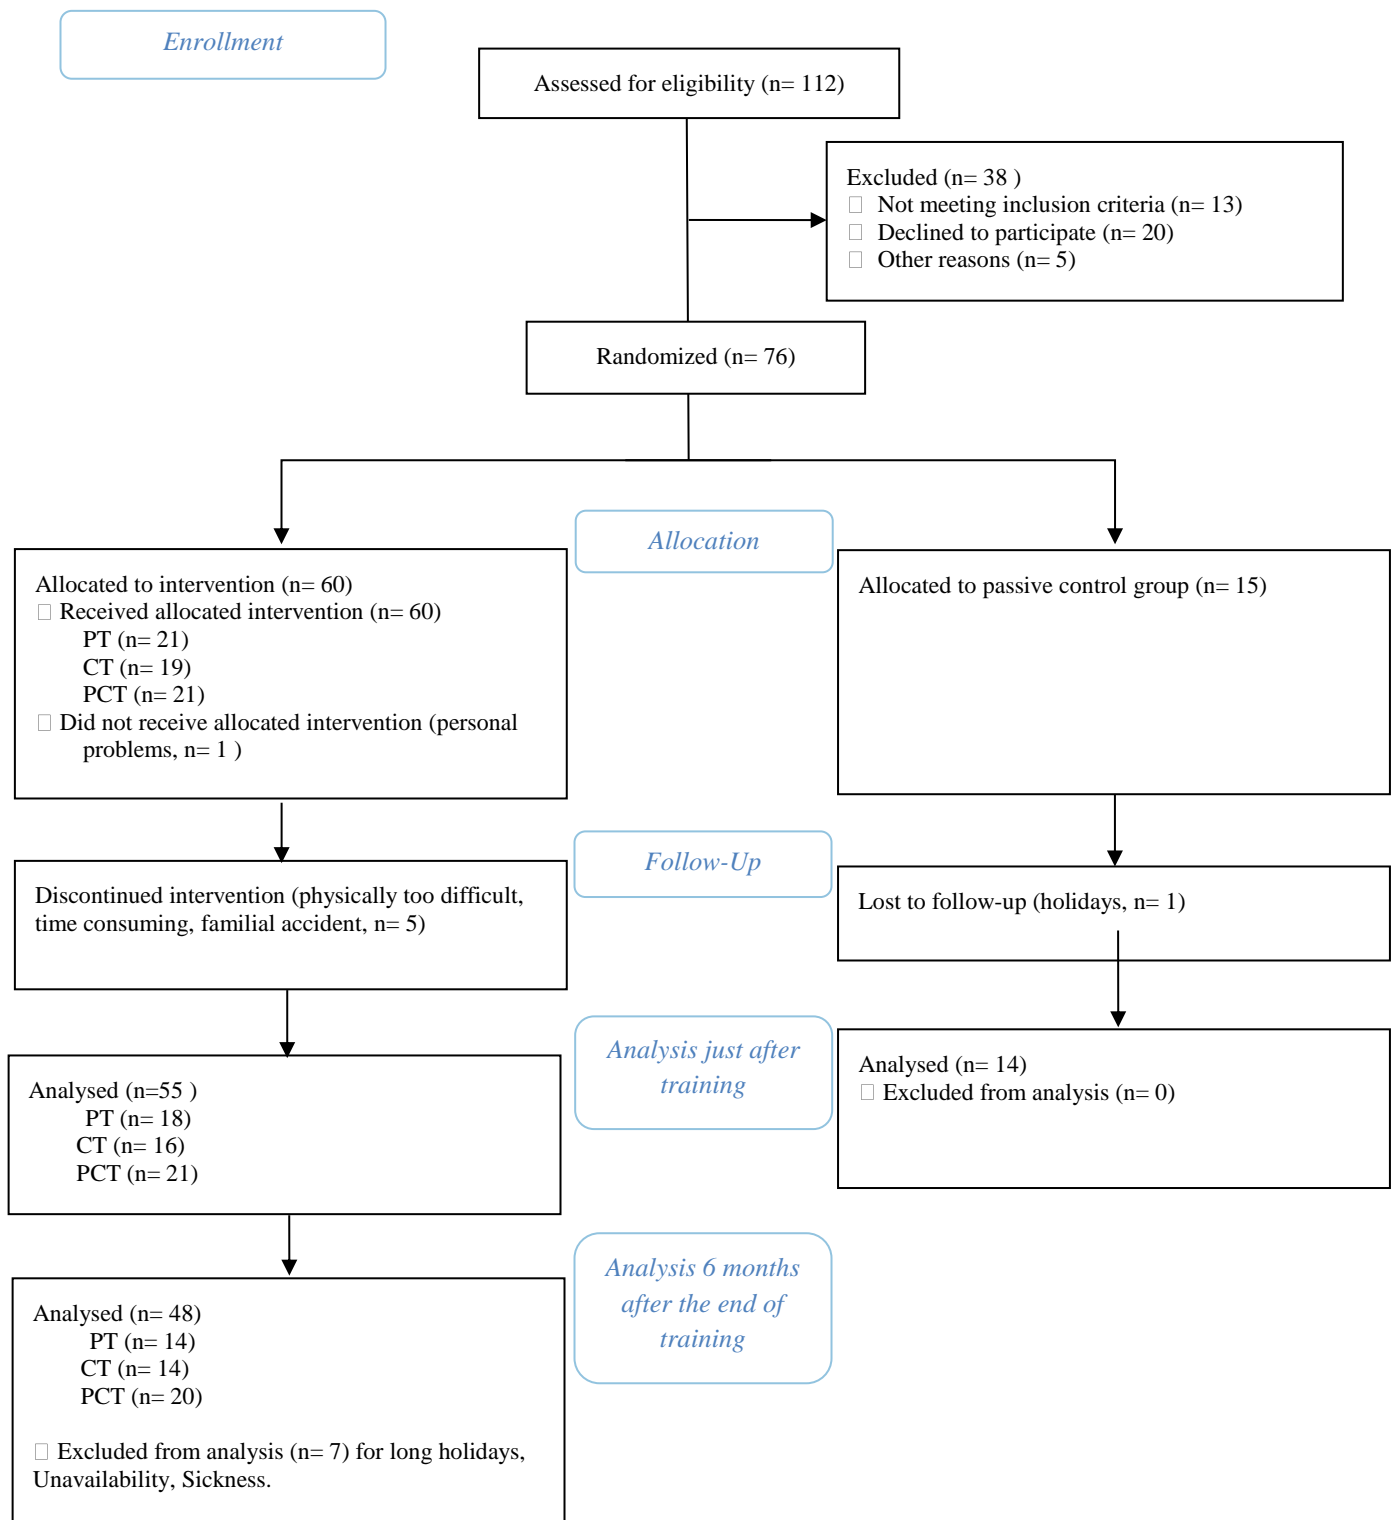 Enrollment
Assessed for eligibility (n= 112)
Excluded (n= 38 )
Not meeting inclusion criteria (n= 13)
Declined to participate (n= 20)
Other reasons (n= 5)
Randomized (n= 76)
Allocation
Allocated to intervention (n= 60)
Received allocated intervention (n= 60)
PT (n= 21)
CT (n= 19)
PCT (n= 21)
Did not receive allocated intervention (personal
problems, n= 1 )
Allocated to passive control group (n= 15)
Follow-Up
Discontinued intervention (physically too difficult,
time consuming, familial accident, n= 5)
Lost to follow-up (holidays, n= 1)
Analysis just after
training
Analysed (n=55 )
PT (n= 18)
CT (n= 16)
PCT (n= 21)
Analysed (n= 14)
Excluded from analysis (n= 0)
Analysis 6 months
after the end of
training
Analysed (n= 48)
PT (n= 14)
CT (n= 14)
PCT (n= 20)
Excluded from analysis (n= 7) for long holidays,
Unavailability, Sickness.